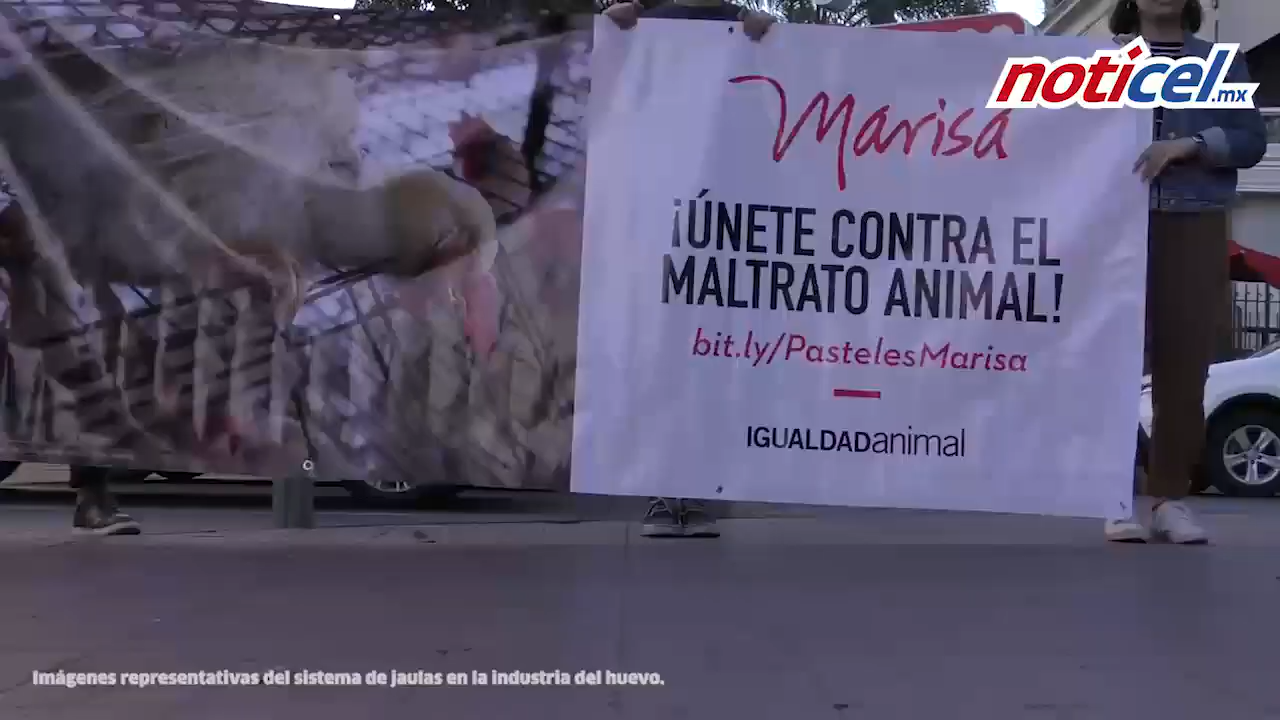 noticel.mx
Marisa
¡ÚNETE CONTRA EL
MALTRATO ANIMAL!
bit.ly/PastelesMarisa
IGUALDADanimal
Imágenes representativas del sistema de jaulas en la industria del huevo.